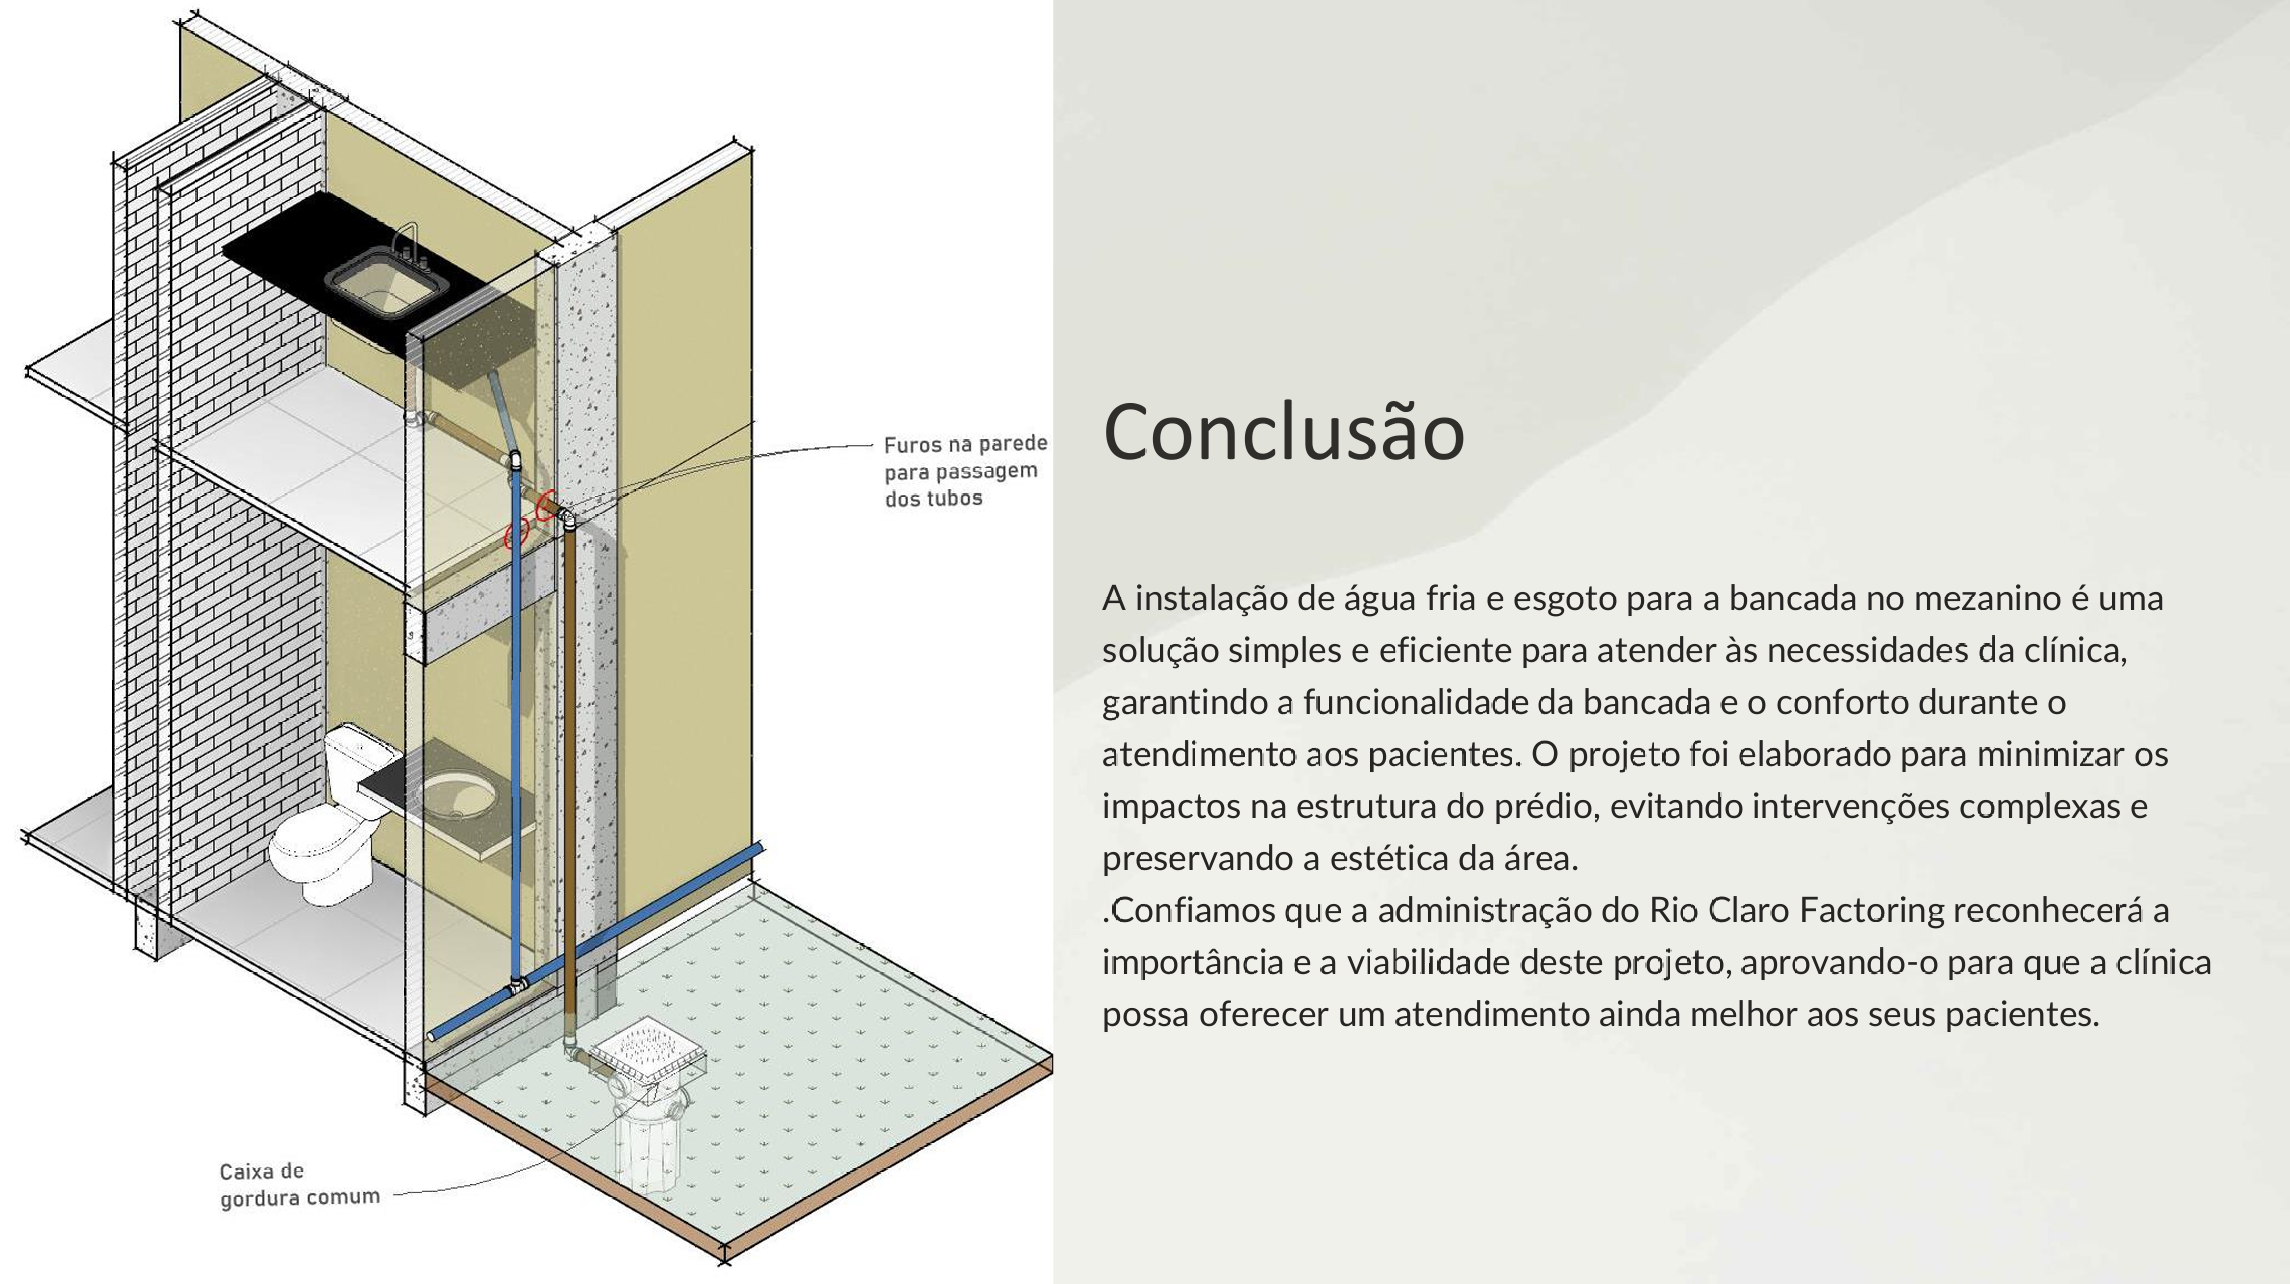 Furos na parede
para passagem
dos tubos
Caixa de
gordura comum
Conclusão
A instalação de água fria e esgoto para a bancada no mezanino é uma
solução simples e eficiente para atender às necessidades da clínica,
garantindo a funcionalidade da bancada e o conforto durante o
atendimento aos pacientes. O projeto foi elaborado para minimizar os
impactos na estrutura do prédio, evitando intervenções complexas e
preservando a estética da área.
.Confiamos que a administração do Rio Claro Factoring reconhecerá a
importância e a viabilidade deste projeto, aprovando-o para que a clínica
possa oferecer um atendimento ainda melhor aos seus pacientes.